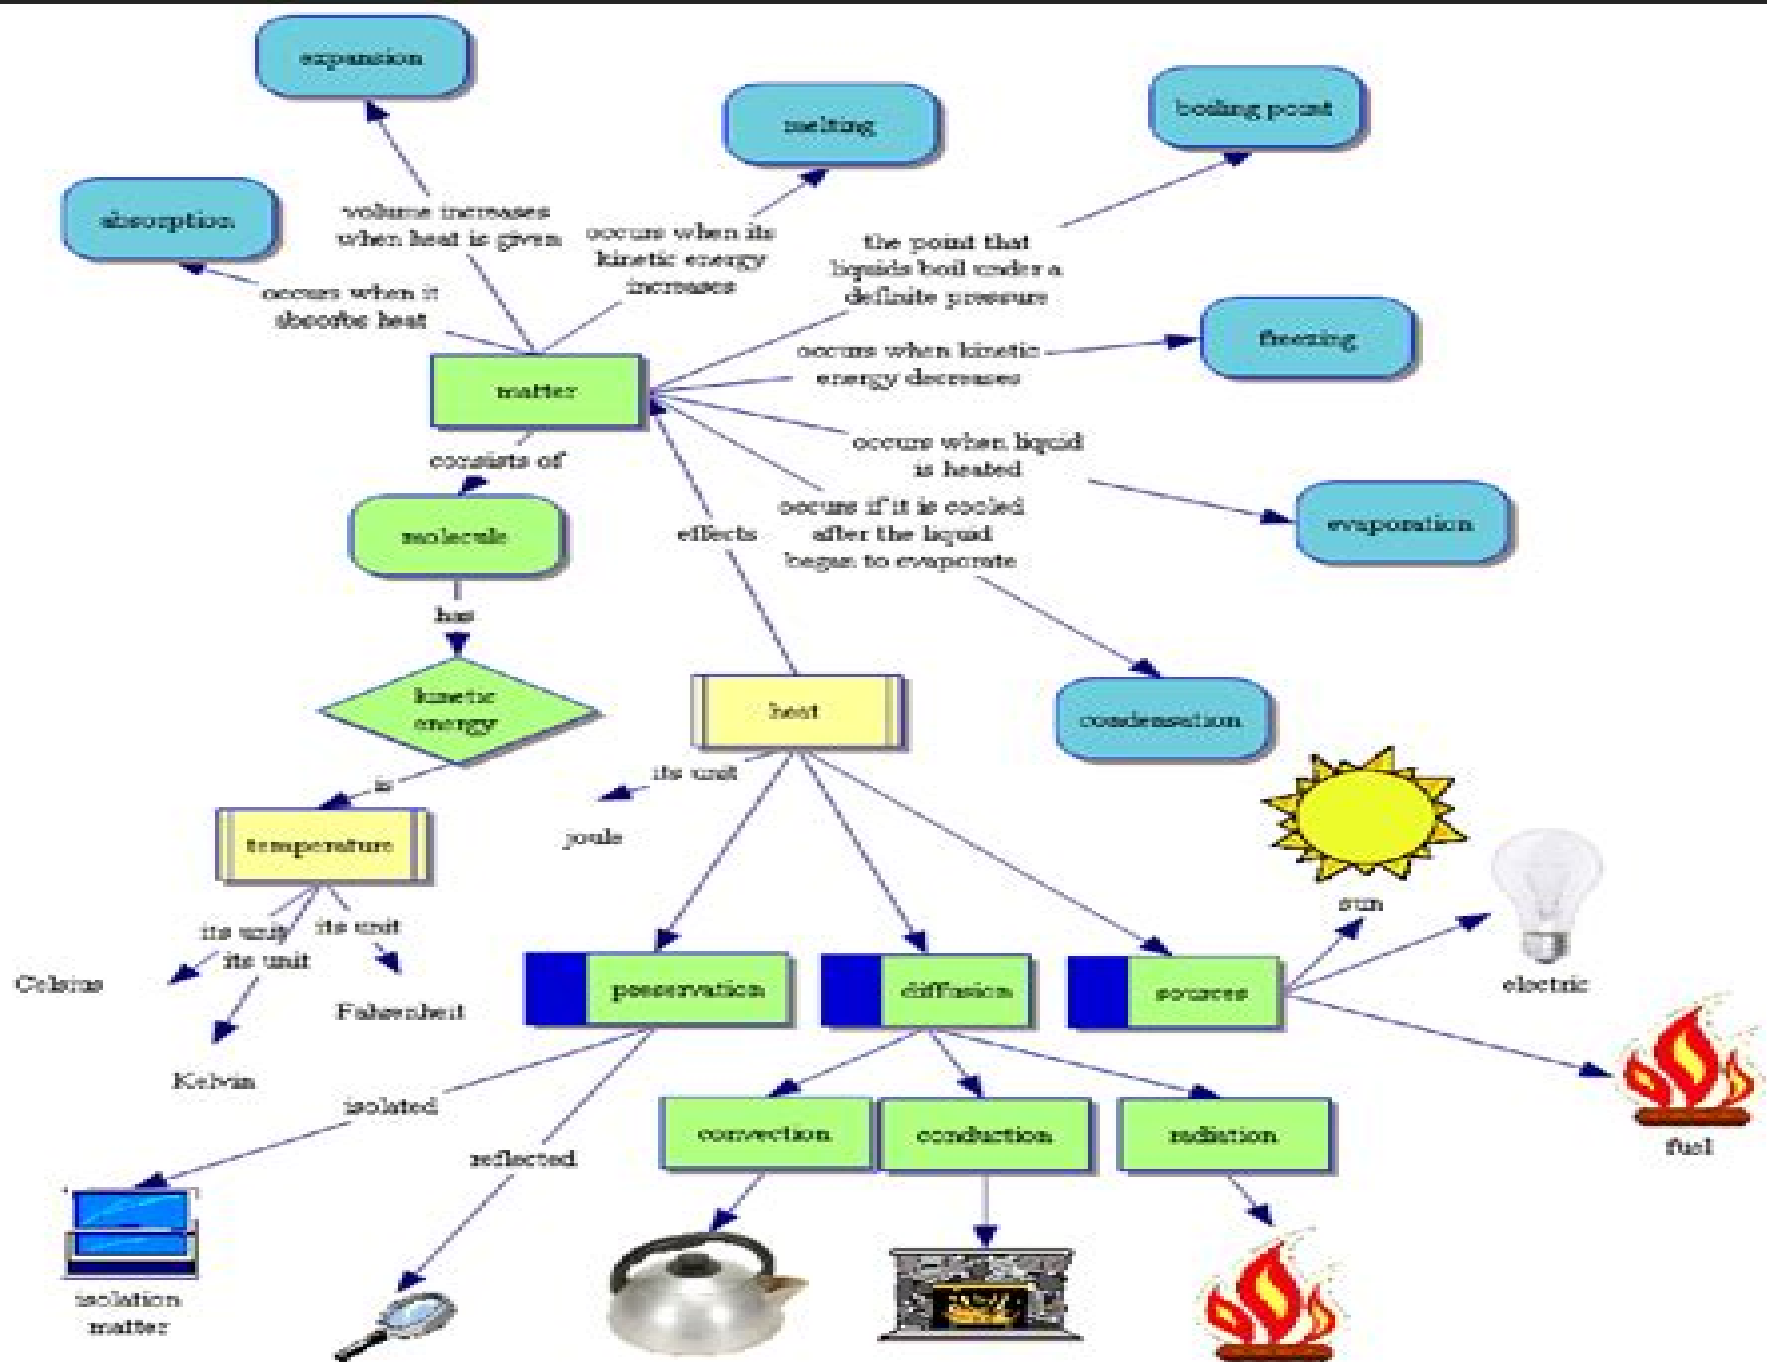 expansion
melting
boiling point
absorption
volume increases
when heat is given
occurs when its
kinetic energy
increases
the point that
liquids boil under a
definite pressure
occurs when it
absorbs heat
freezing
occurs when kinetic
energy decreases
matter
occurs when liquid
is heated
consists of
evaporation
occurs if it is cooled
after the liquid
began to evaporate
effects
molecule
has
kinetic
energy
heat
condensation
its unit
is
joule
temperature
sun
its unit
its unit
its unit
Celsius
Fahrenheit
Kelvin
preservation
diffusion
sources
electric
isolated
reflected
convection
conduction
radiation
fuel
isolation
matter